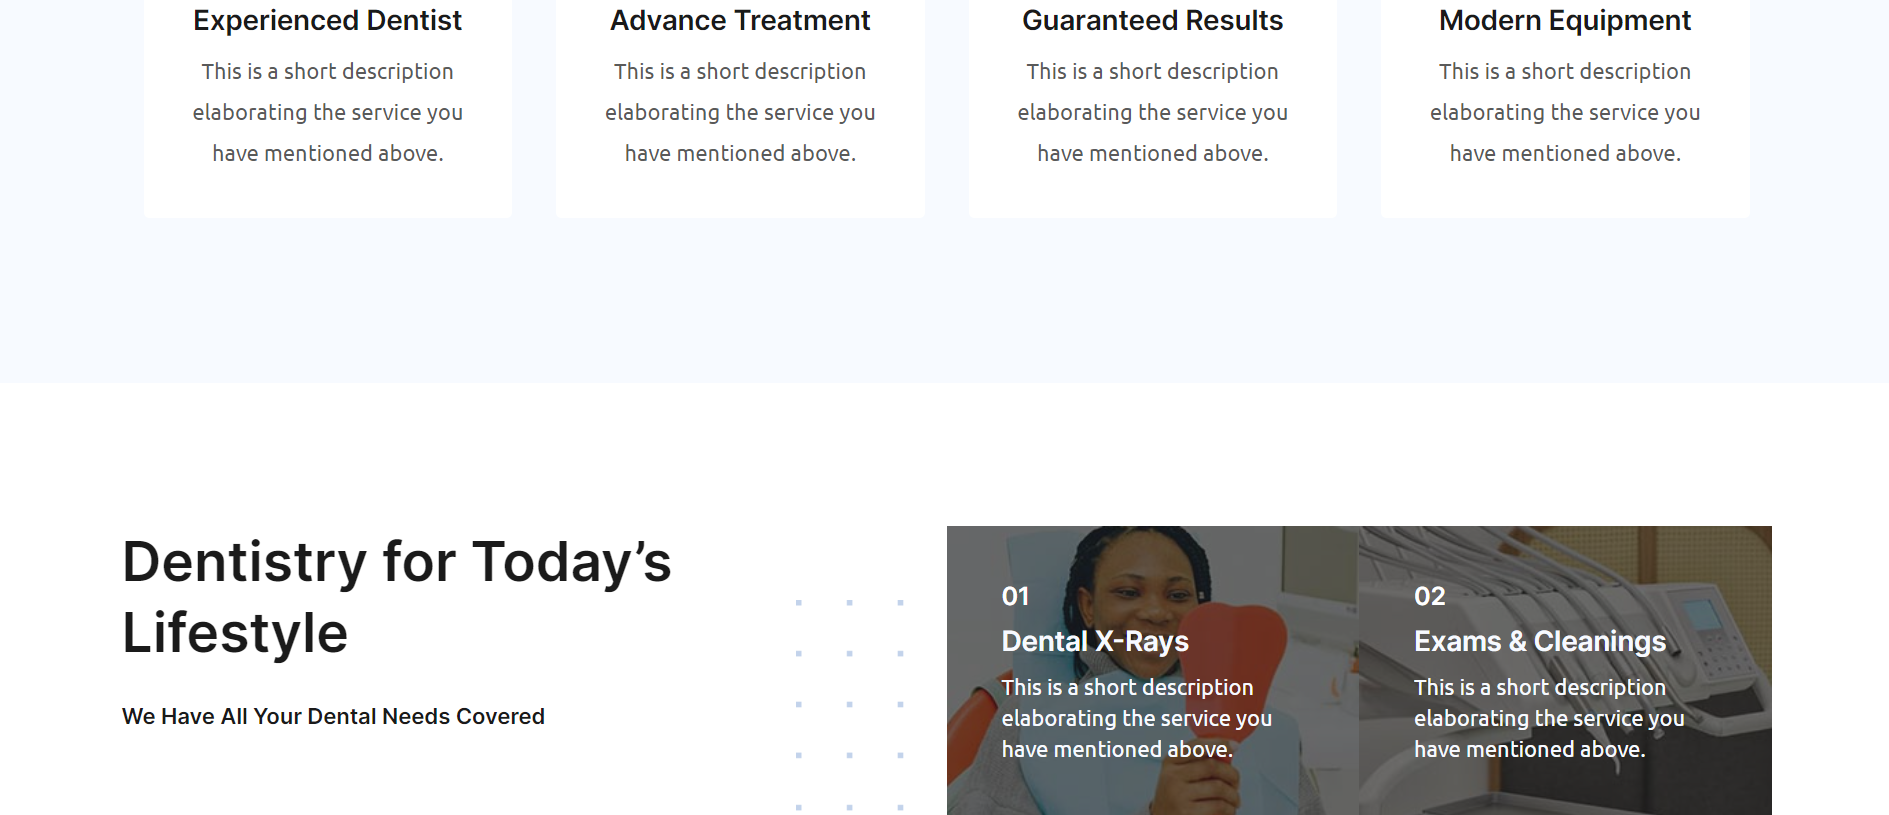 Experienced Dentist
This is a short description
elaborating the service you
have mentioned above.
Advance Treatment
This is a short description
elaborating the service you
have mentioned above.
Guaranteed Results
This is a short description
elaborating the service you
have mentioned above.
Modern Equipment
This is a short description
elaborating the service you
have mentioned above.
Dentistry for Today’s
Lifestyle
We Have All Your Dental Needs Covered
01
Dental X-Rays
This is a short description
elaborating the service you
have mentioned above.
02
Exams & Cleanings
This is a short description
elaborating the service you
have mentioned above.